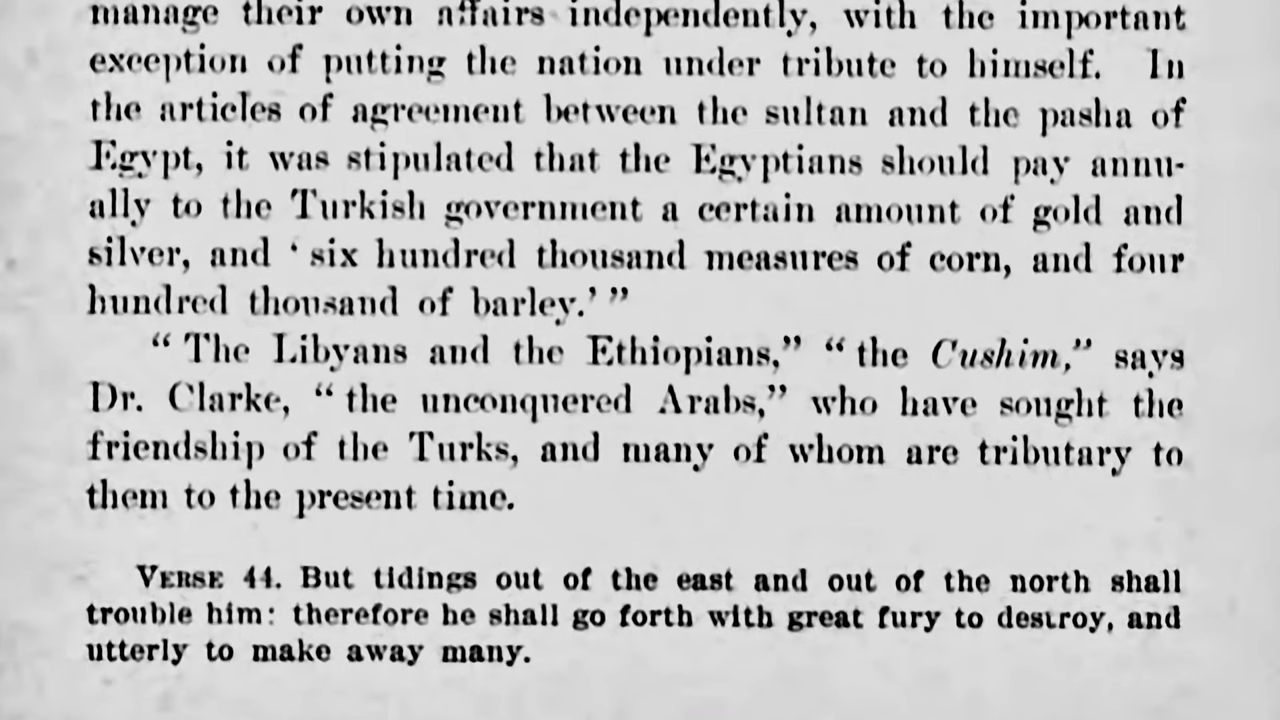 manage their own affairs independently, with the important
exception of putting the nation under tribute to himself. In
the articles of agreement between the sultan and the pasha of
Egypt, it was stipulated that the Egyptians should pay annu-
ally to the Turkish government a certain amount of gold and
silver, and ‘ six hundred thousand measures of corn, and four
hundred thousand of barley.’ ”
“ The Libyans and the Ethiopians,” “ the Cushim,” says
Dr. Clarke, “ the unconquered Arabs,” who have sought the
friendship of the Turks, and many of whom are tributary to
them to the present time.
VERSE 44. But tidings out of the east and out of the north shall
trouble him: therefore he shall go forth with great fury to destroy, and
utterly to make away many.